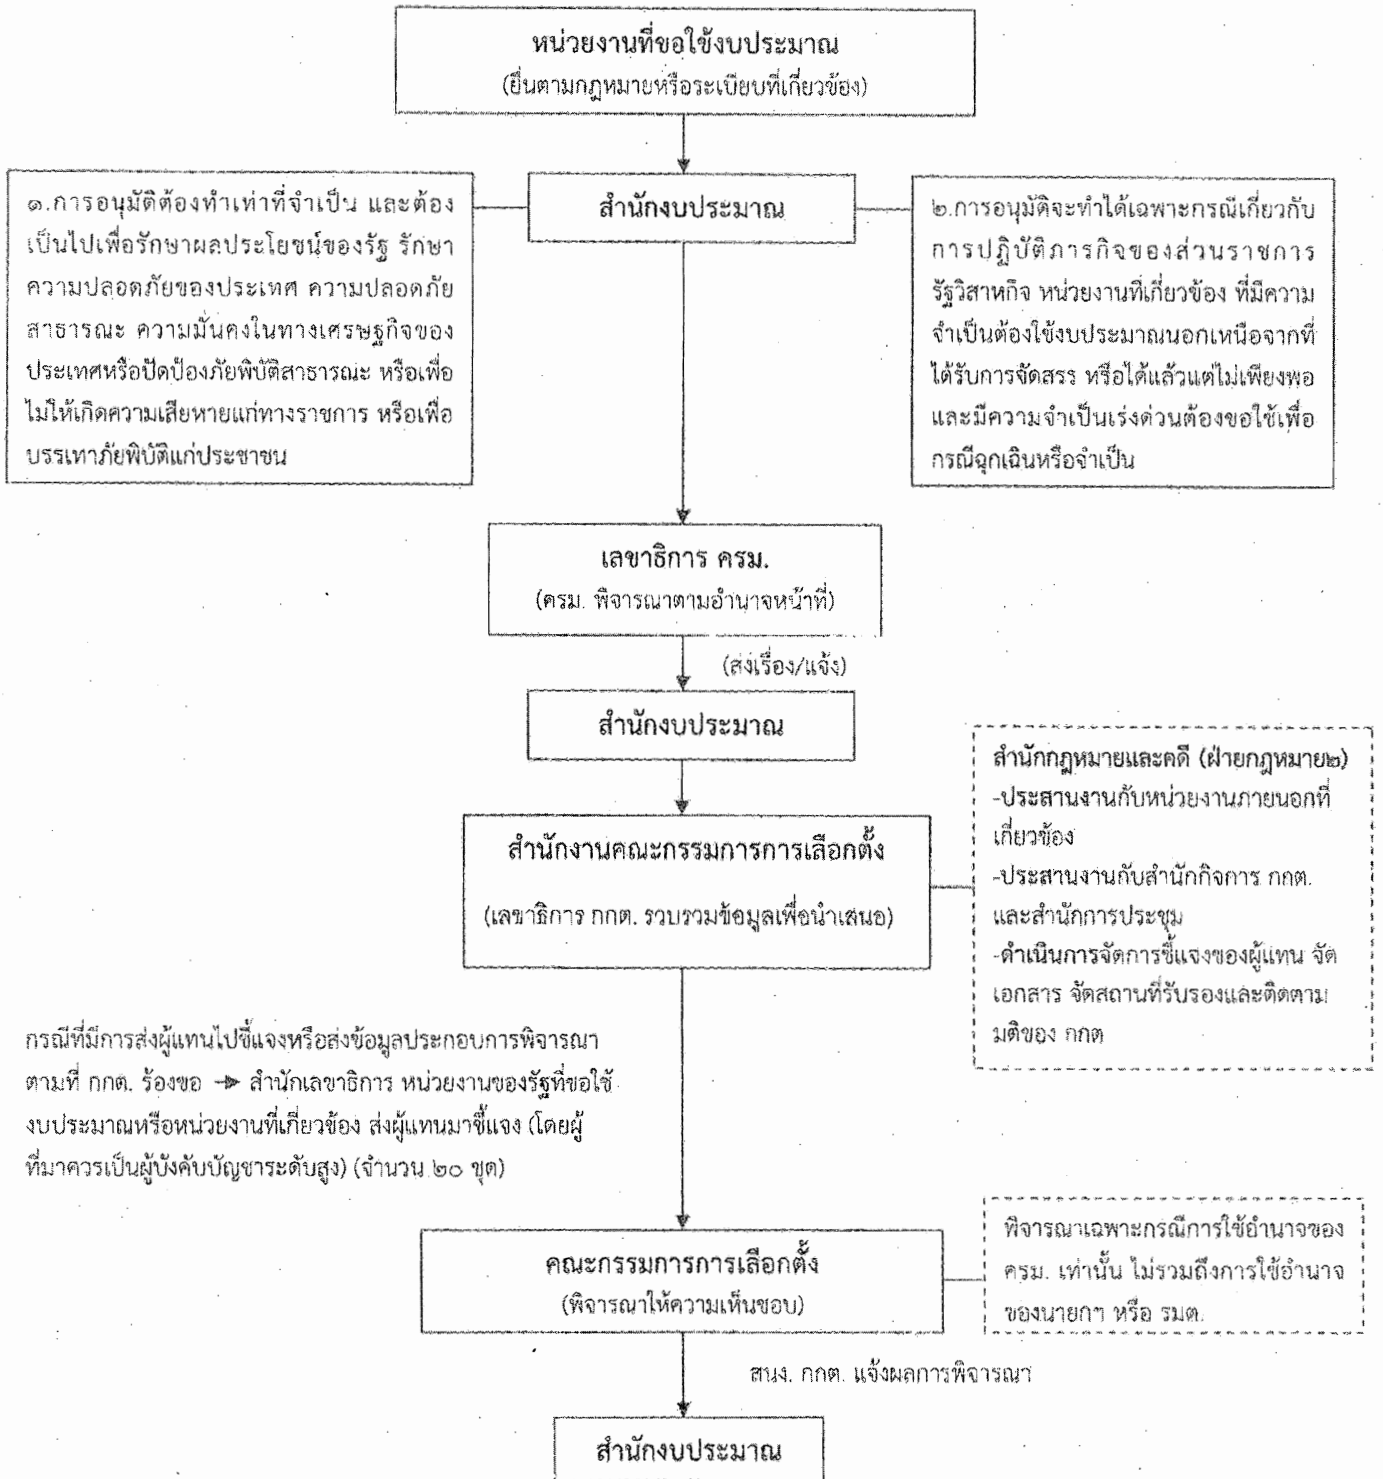 หน่วยงานที่ขอใช้งบประมาณ
(ยื่นตามกฎหมายหรือระเบียบที่เกี่ยวข้อง)
สำนักงบประมาณ
๑.การอนุมัติต้องทำเท่าที่จำเป็น และต้อง
เป็นไปเพื่อรักษาผลประโยชน์ของรัฐ รักษา
ความปลอดภัยของประเทศ ความปลอดภัย
สาธารณะ ความมั่นคงในทางเศรษฐกิจของ
ประเทศหรือปัดป้องภัยพิบัติสาธารณะ หรือเพื่อ
ไม่ให้เกิดความเสียหายแก่ทางราชการ หรือเพื่อ
บรรเทาภัยพิบัติแก่ประชาชน
๒.การอนุมัติจะทำได้เฉพาะกรณีเกี่ยวกับ
การปฏิบัติภารกิจของส่วนราชการ
รัฐวิสาหกิจ หน่วยงานที่เกี่ยวข้อง ที่มีความ
จำเป็นต้องใช้งบประมาณนอกเหนือจากที่
ได้รับการจัดสรร หรือได้แล้วแต่ไม่เพียงพอ
และมีความจำเป็นเร่งด่วนต้องขอใช้เพื่อ
กรณีฉุกเฉินหรือจำเป็น
เลขาธิการ ครม.
(ครม. พิจารณาตามอำนาจหน้าที่)
(ส่งเรื่อง/แจ้ง)
สำนักงบประมาณ
สำนักงานคณะกรรมการการเลือกตั้ง
(เลขาธิการ กกต. รวบรวมข้อมูลเพื่อนำเสนอ)
สำนักกฎหมายและคดี (ฝ่ายกฎหมาย๒)
-ประสานงานกับหน่วยงานภายนอกที่
เกี่ยวข้อง
-ประสานงานกับสำนักกิจการ กกต.
และสำนักการประชุม
-ดำเนินการจัดการชี้แจงของผู้แทน จัด
เอกสาร จัดสถานที่รับรองและติดตาม
มติของ กกต
กรณีที่มีการส่งผู้แทนไปชี้แจงหรือส่งข้อมูลประกอบการพิจารณา
ตามที่ กกต. ร้องขอ → สำนักเลขาธิการ หน่วยงานของรัฐที่ขอใช้
งบประมาณหรือหน่วยงานที่เกี่ยวข้อง ส่งผู้แทนมาชี้แจง (โดยผู้
ที่มาควรเป็นผู้บังคับบัญชาระดับสูง) (จำนวน ๒๐ ชุด)
คณะกรรมการการเลือกตั้ง
(พิจารณาให้ความเห็นชอบ)
พิจารณาเฉพาะกรณีการใช้อำนาจของ
ครม. เท่านั้น ไม่รวมถึงการใช้อำนาจ
ของนายกฯ หรือ รมต.
สนง. กกต. แจ้งผลการพิจารณา
สำนักงบประมาณ